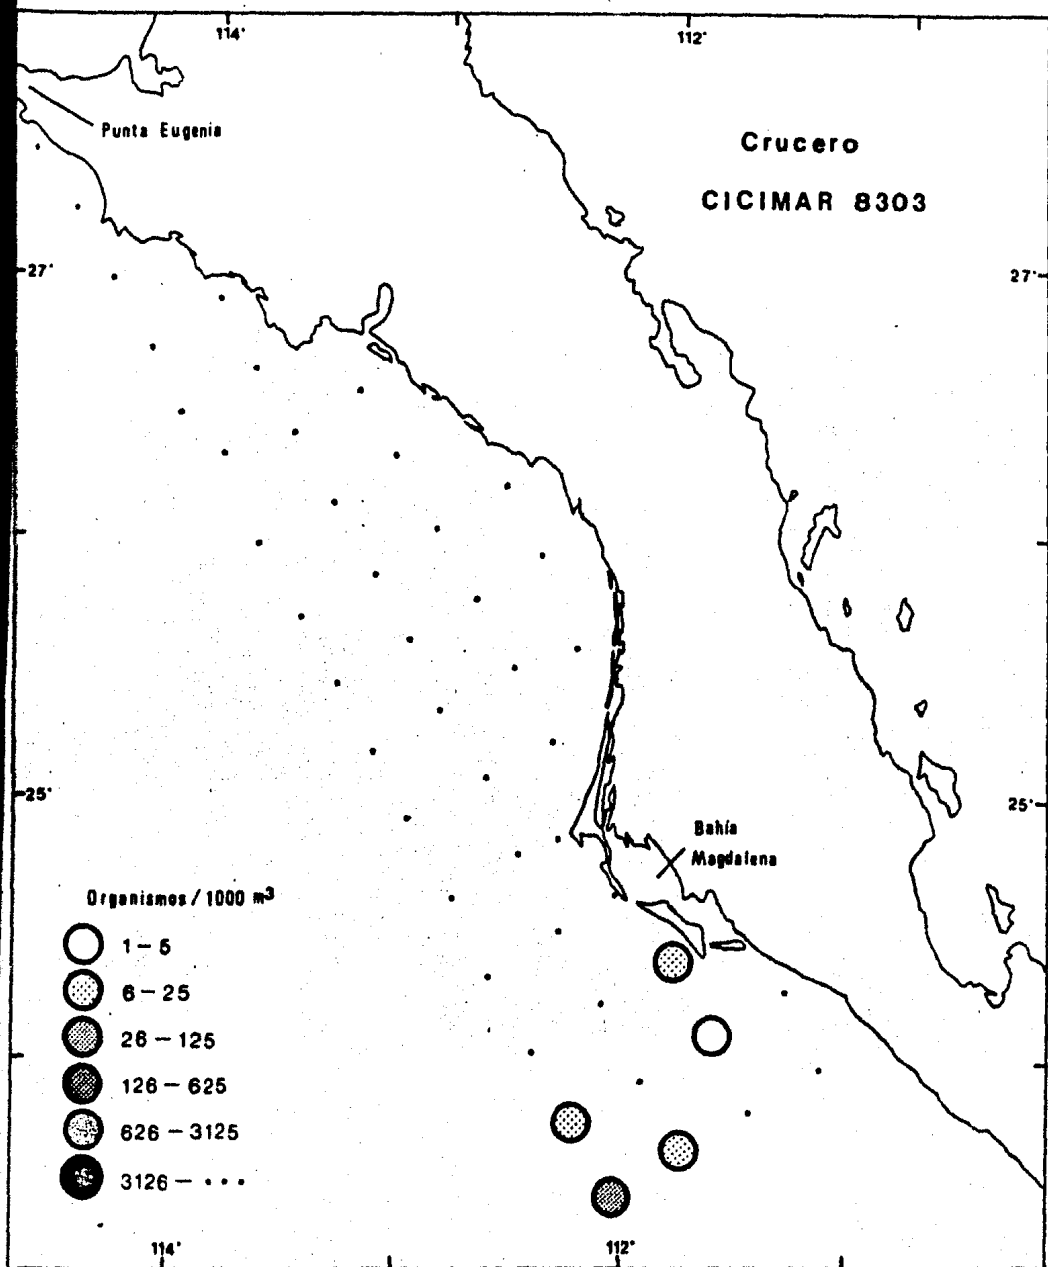 114°
112°
Punta Eugenia
Crucero
CICIMAR 8303
27°
27°
25°
25°
Bahía
Magdalena
Organismos / 1000 m³
1 – 5
6 – 25
26 – 125
126 – 625
626 – 3125
3126 – · · ·
114°
112°